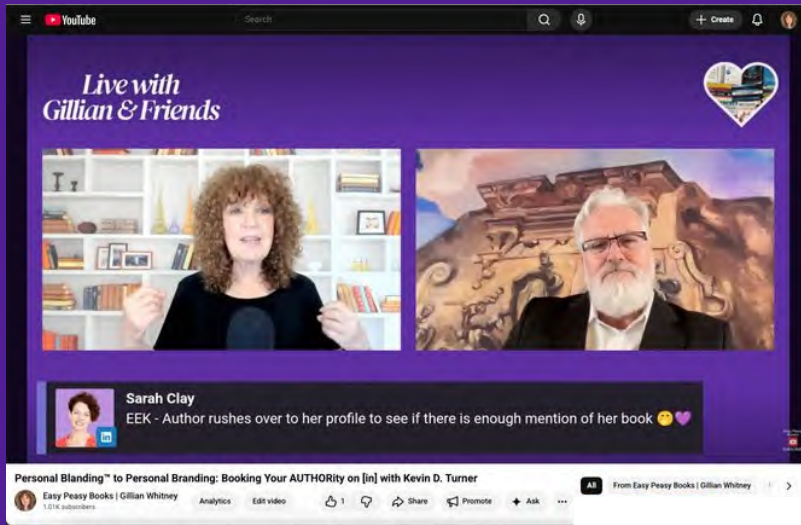 YouTube
Search
Create
Live with
Gillian & Friends
Sarah Clay
EEK - Author rushes over to her profile to see if there is enough mention of her book 🤭💜
in
Personal Blanding™ to Personal Branding: Booking Your AUTHORity on [in] with Kevin D. Turner
Easy Peasy Books | Gillian Whitney
1.01K subscribers
Analytics
Edit video
1
Share
Promote
Ask
All
From Easy Peasy Books | Gillian Whitney